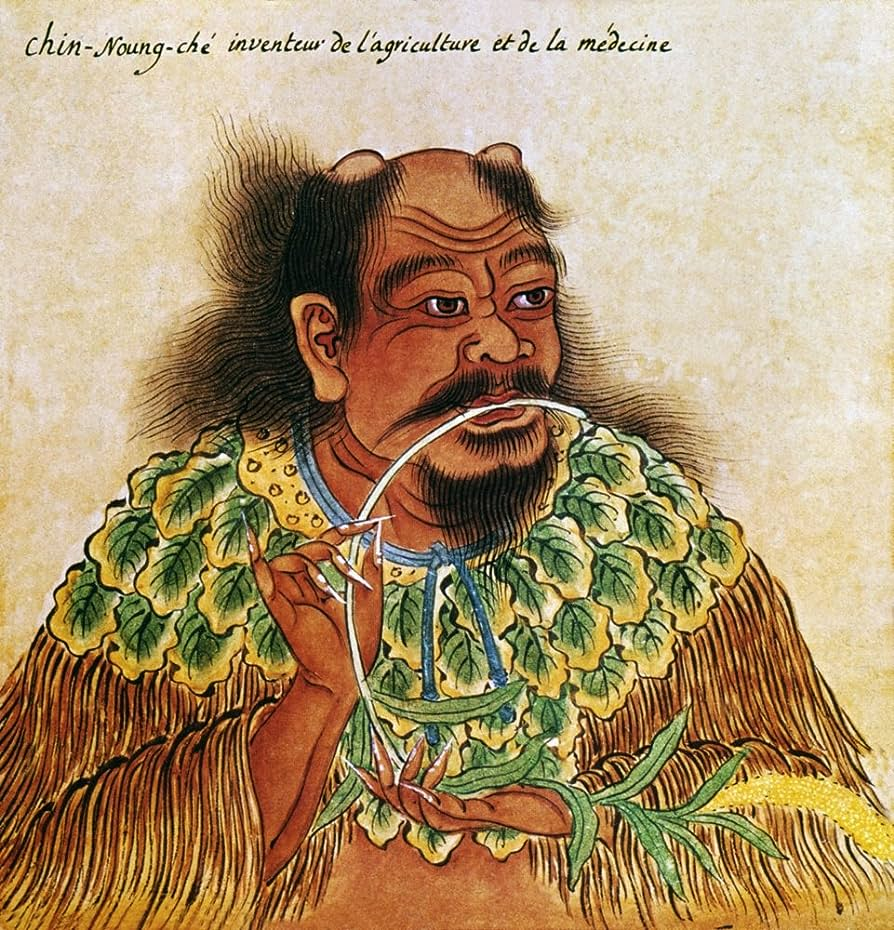 chin-Noung-ché inventeur de l'agriculture et de la médecine